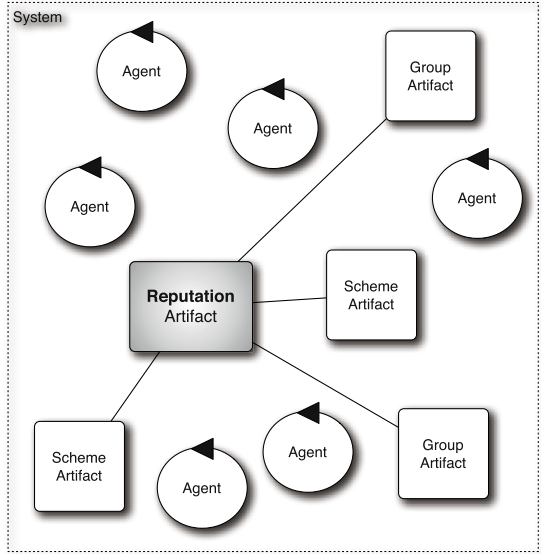 System
Agent
Group
Artifact
Agent
Agent
Agent
Reputation
Artifact
Scheme
Artifact
Scheme
Artifact
Agent
Agent
Group
Artifact